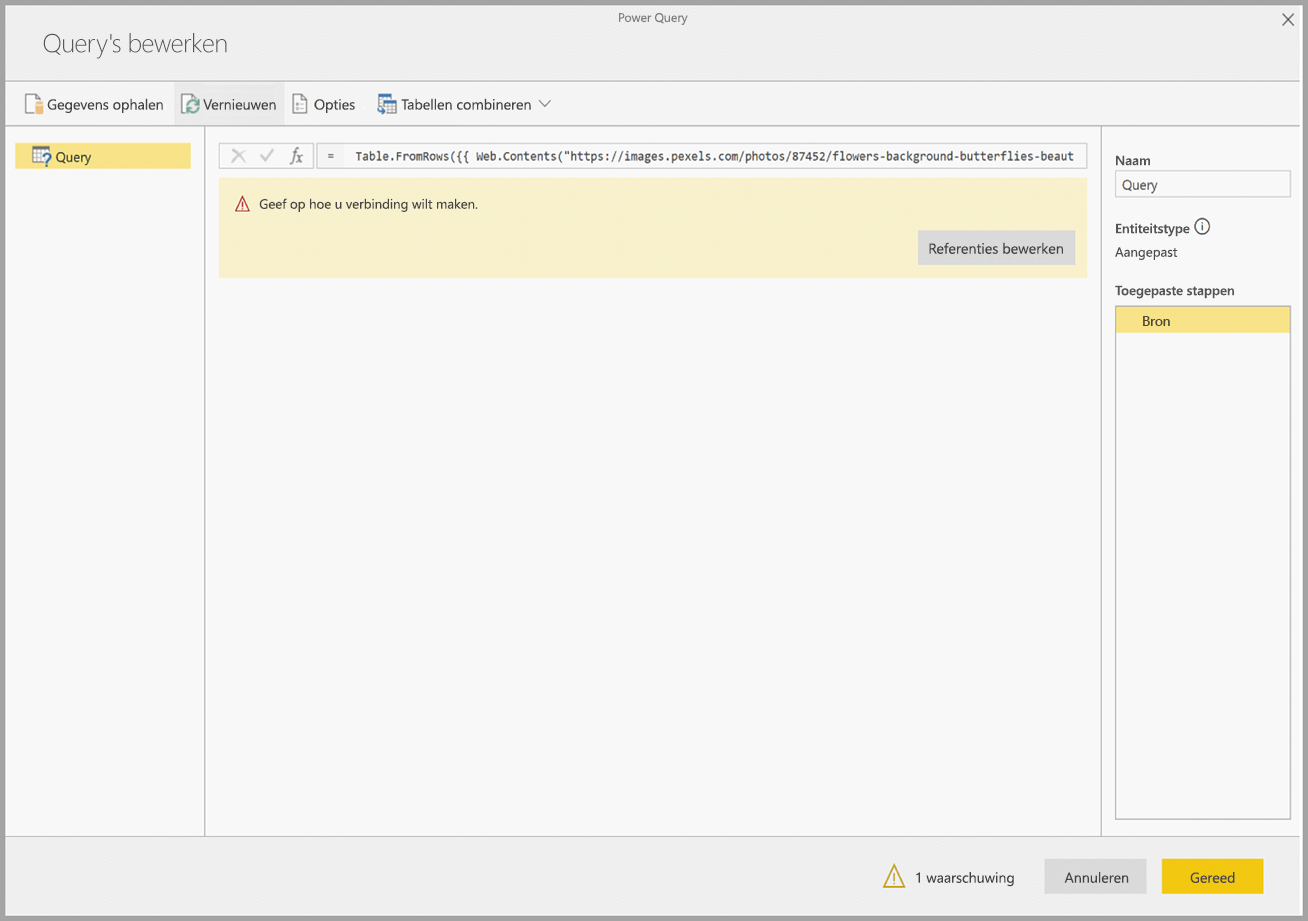 Power Query
Query's bewerken
Gegevens ophalen Vernieuwen Opties Tabellen combineren
Query
fx = Table.FromRows({{ Web.Contents("https://images.pexels.com/photos/87452/flowers-background-butterflies-beaut
Geef op hoe u verbinding wilt maken.
Referenties bewerken
Naam
Query
Entiteitstype
Aangepast
Toegepaste stappen
Bron
1 waarschuwing Annuleren Gereed